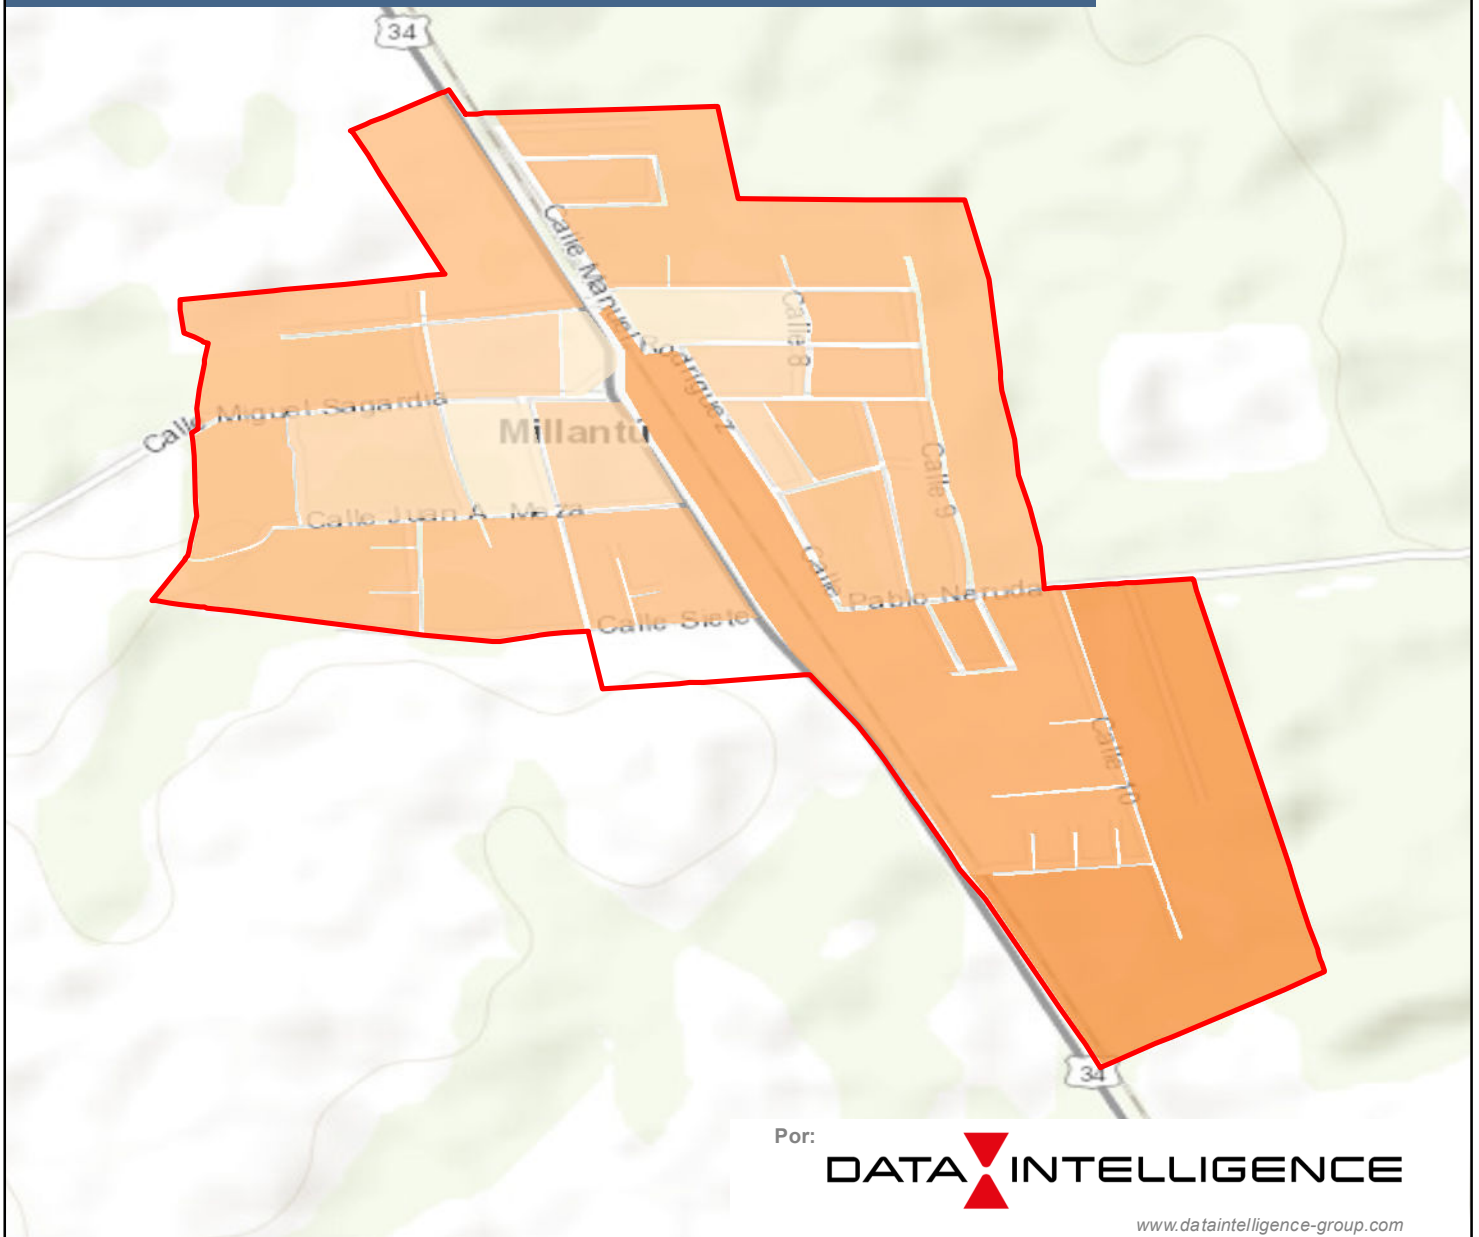 34
Calle Manuel Rodriguez
Calle 8
Calle Miguel Sagardia
Millantú
Calle 9
Calle Juan A. Meza
Calle Pablo Neruda
Calle Siete
Calle 10
34
Por:
DATA INTELLIGENCE
www.dataintelligence-group.com